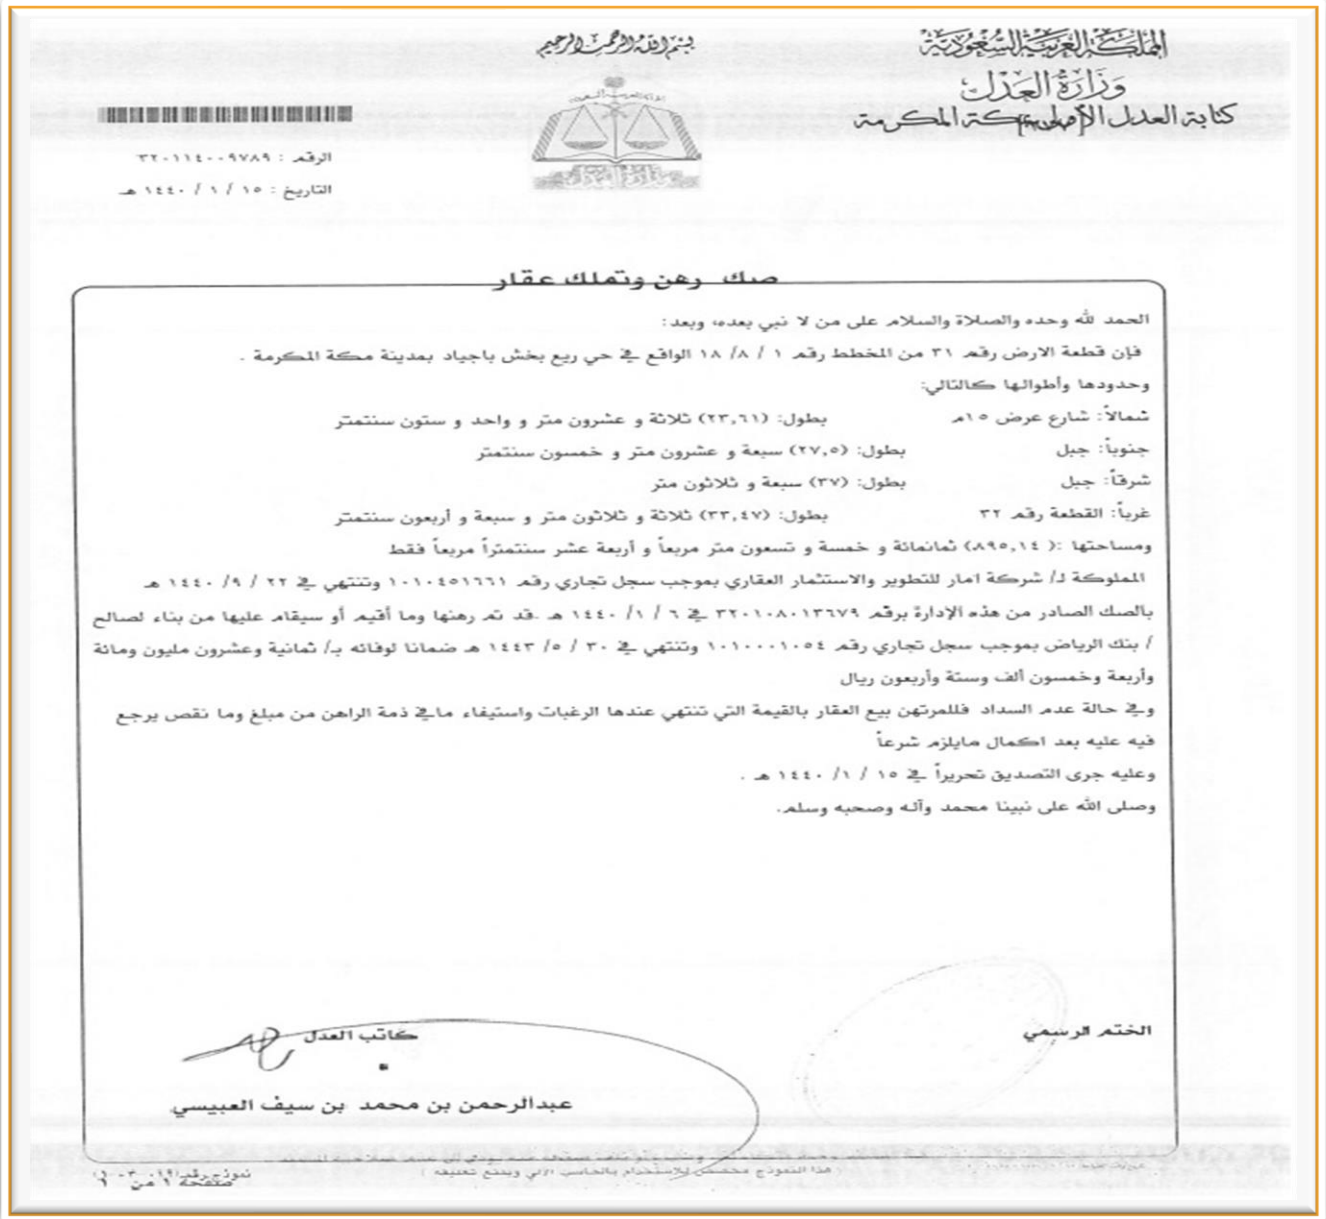 المملكة العربية السعودية
وزارة العدل
كتابة العدل الأولى بمكة المكرمة
بسم الله الرحمن الرحيم
الرقم : ٣٢٠١١٤٠٠٩٧٨٩
التاريخ : ١٥ / ١ / ١٤٤٠ هـ
صك رهن وتملك عقار
الحمد لله وحده والصلاة والسلام على من لا نبي بعده، وبعد:
فإن قطعة الارض رقم ٣١ من المخطط رقم ١ / ٨/ ١٨ الواقع في حي ريع بخش باجياد بمدينة مكة المكرمة .
وحدودها وأطوالها كالتالي:
شمالاً: شارع عرض ١٥م بطول: (٢٣,٦١) ثلاثة و عشرون متر و واحد و ستون سنتمتر
جنوباً: جبل بطول: (٢٧,٥) سبعة و عشرون متر و خمسون سنتمتر
شرقاً: جبل بطول: (٣٧) سبعة و ثلاثون متر
غرباً: القطعة رقم ٣٢ بطول: (٣٣,٤٧) ثلاثة و ثلاثون متر و سبعة و أربعون سنتمتر
ومساحتها :( ٨٩٥,١٤) ثمانمائة و خمسة و تسعون متر مربعاً و أربعة عشر سنتمتراً مربعاً فقط
المملوكة لـ/ شركة امار للتطوير والاستثمار العقاري بموجب سجل تجاري رقم ١٠١٠٤٥١٦٦١ وتنتهي في ٢٢ / ٩/ ١٤٤٠ هـ
بالصك الصادر من هذه الإدارة برقم ٣٢٠١٠٨٠١٣٦٧٩ في ٦ / ١/ ١٤٤٠ هـ .قد تم رهنها وما أقيم أو سيقام عليها من بناء لصالح
/ بنك الرياض بموجب سجل تجاري رقم ١٠١٠٠٠١٠٥٤ وتنتهي في ٣٠ / ٥/ ١٤٤٣ هـ ضمانا لوفائه بـ/ ثمانية وعشرون مليون ومائة
وأربعة وخمسون ألف وستة وأربعون ريال
وفي حالة عدم السداد فللمرتهن بيع العقار بالقيمة التي تنتهي عندها الرغبات واستيفاء مافي ذمة الراهن من مبلغ وما نقص يرجع
فيه عليه بعد اكمال مايلزم شرعاً
وعليه جرى التصديق تحريراً في ١٥ / ١/ ١٤٤٠ هـ .
وصلى الله على نبينا محمد وآله وصحبه وسلم.
الختم الرسمي
كاتب العدل
عبدالرحمن بن محمد بن سيف العبيسي
هذا النموذج مخصص للاستخدام بالحاسب الآلي ويمنع تغليفه
صفحة ١ من ١